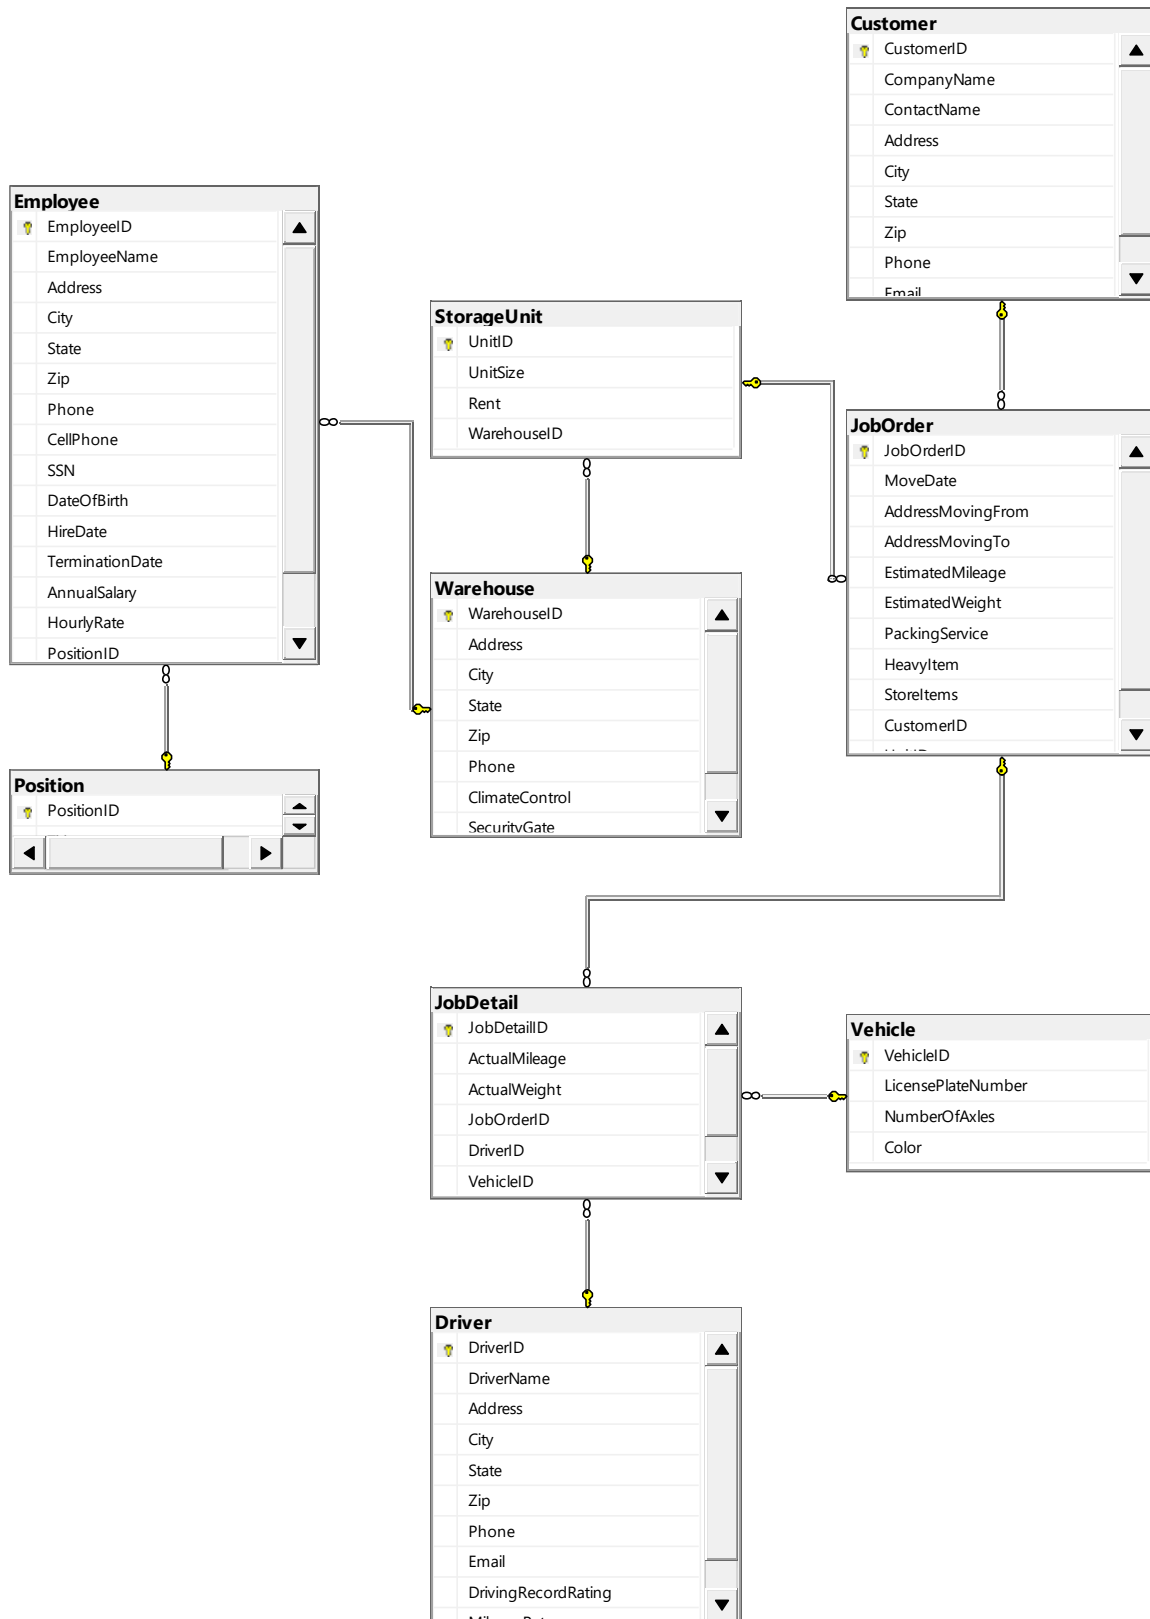 Customer
CustomerID
CompanyName
ContactName
Address
City
State
Zip
Phone
Email
Employee
EmployeeID
EmployeeName
Address
City
State
Zip
Phone
CellPhone
SSN
DateOfBirth
HireDate
TerminationDate
AnnualSalary
HourlyRate
PositionID
StorageUnit
UnitID
UnitSize
Rent
WarehouseID
JobOrder
JobOrderID
MoveDate
AddressMovingFrom
AddressMovingTo
EstimatedMileage
EstimatedWeight
PackingService
HeavyItem
StoreItems
CustomerID
Warehouse
WarehouseID
Address
City
State
Zip
Phone
ClimateControl
SecurityGate
Position
PositionID
JobDetail
JobDetailID
ActualMileage
ActualWeight
JobOrderID
DriverID
VehicleID
Vehicle
VehicleID
LicensePlateNumber
NumberOfAxles
Color
Driver
DriverID
DriverName
Address
City
State
Zip
Phone
Email
DrivingRecordRating